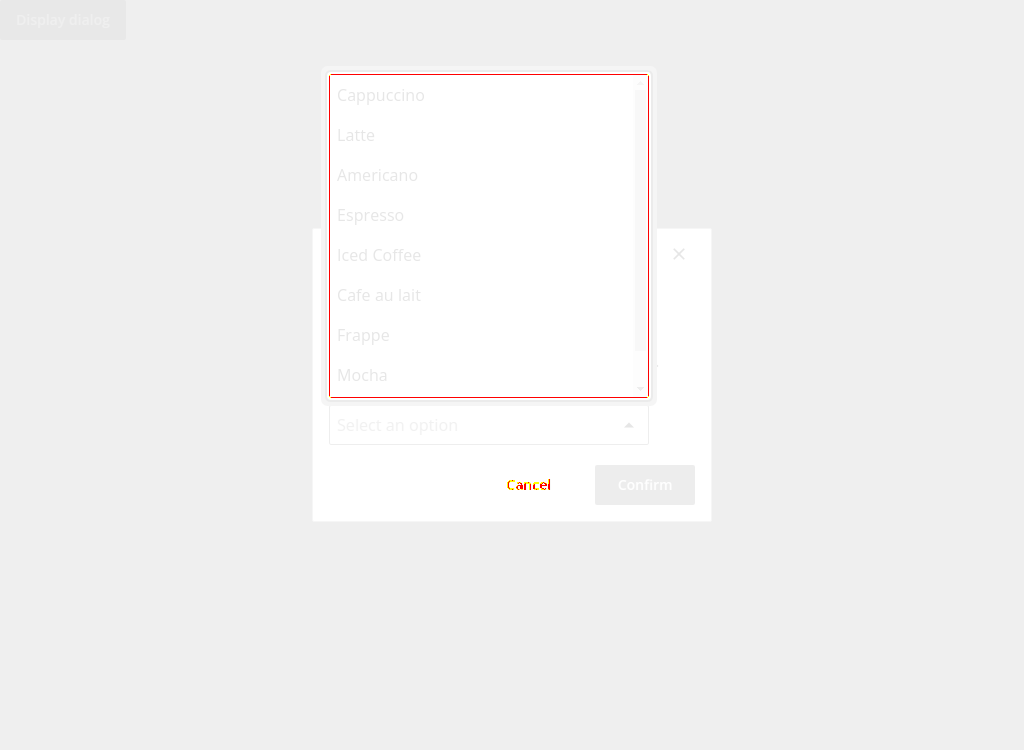 Display dialog
Cappuccino
Latte
Americano
Espresso
Iced Coffee
Cafe au lait
Frappe
Mocha
Select an option
Cancel
Confirm